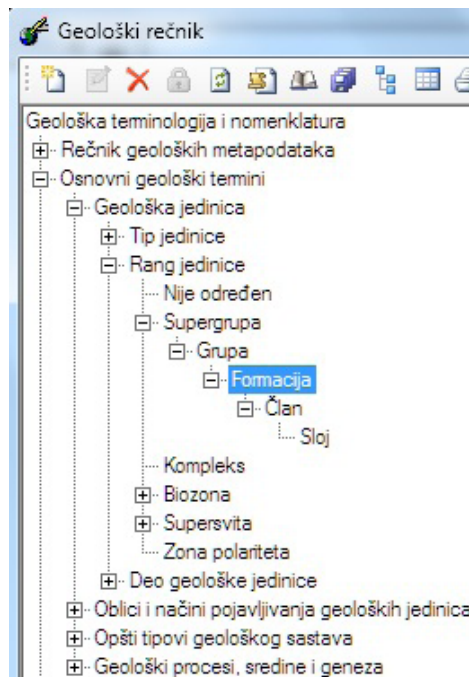 Geološki rečnik
Geološka terminologija i nomenklatura
Rečnik geoloških metapodataka
Osnovni geološki termini
Geološka jedinica
Tip jedinice
Rang jedinice
Nije određen
Supergrupa
Grupa
Formacija
Član
Sloj
Kompleks
Biozona
Supersvita
Zona polariteta
Deo geološke jedinice
Oblici i načini pojavljivanja geoloških jedinica
Opšti tipovi geološkog sastava
Geološki procesi, sredine i geneza